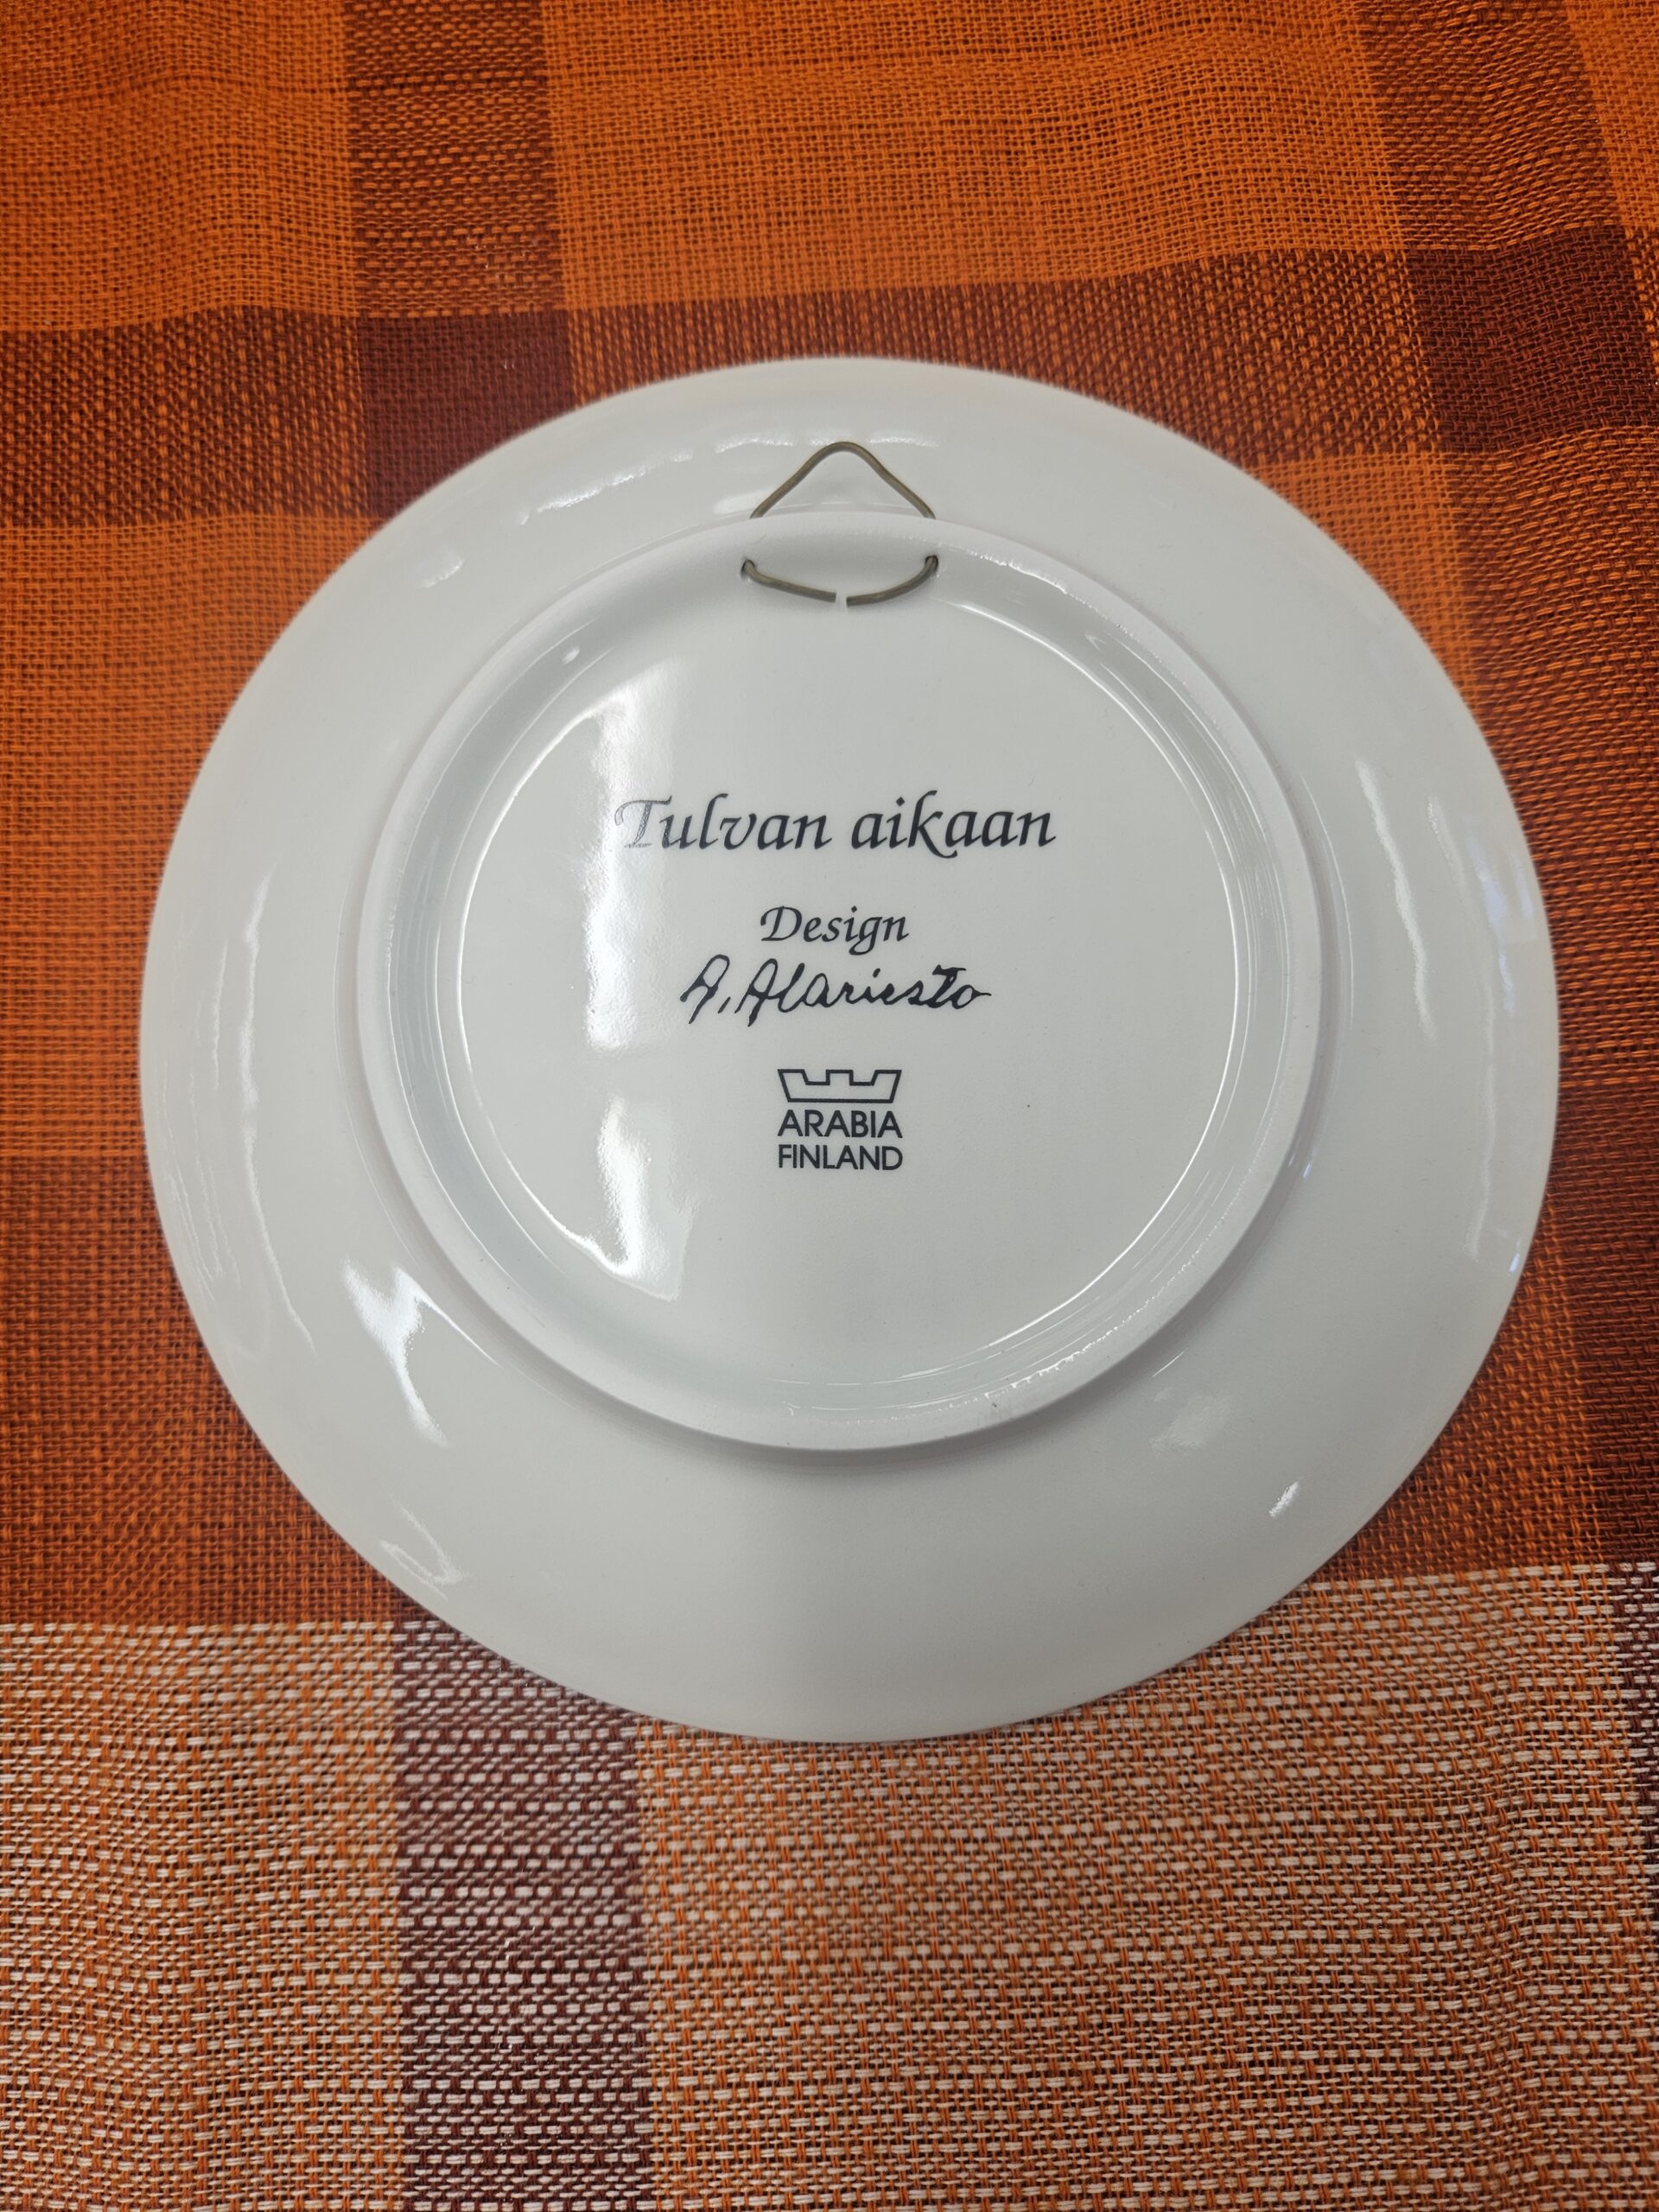 Tulvan aikaan
Design
A. Alariesto
ARABIA
FINLAND